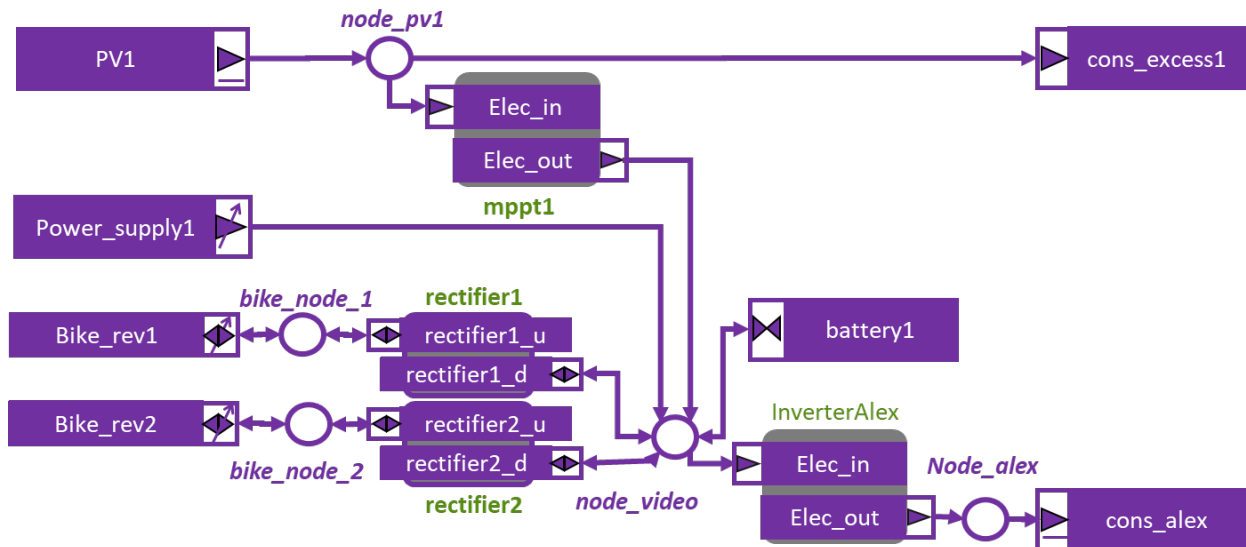 node_pv1
PV1
cons_excess1
Elec_in
Elec_out
mppt1
Power_supply1
bike_node_1
rectifier1
Bike_rev1
rectifier1_u
battery1
rectifier1_d
InverterAlex
Bike_rev2
rectifier2_u
bike_node_2
rectifier2_d
Elec_in
Node_alex
rectifier2
node_video
Elec_out
cons_alex